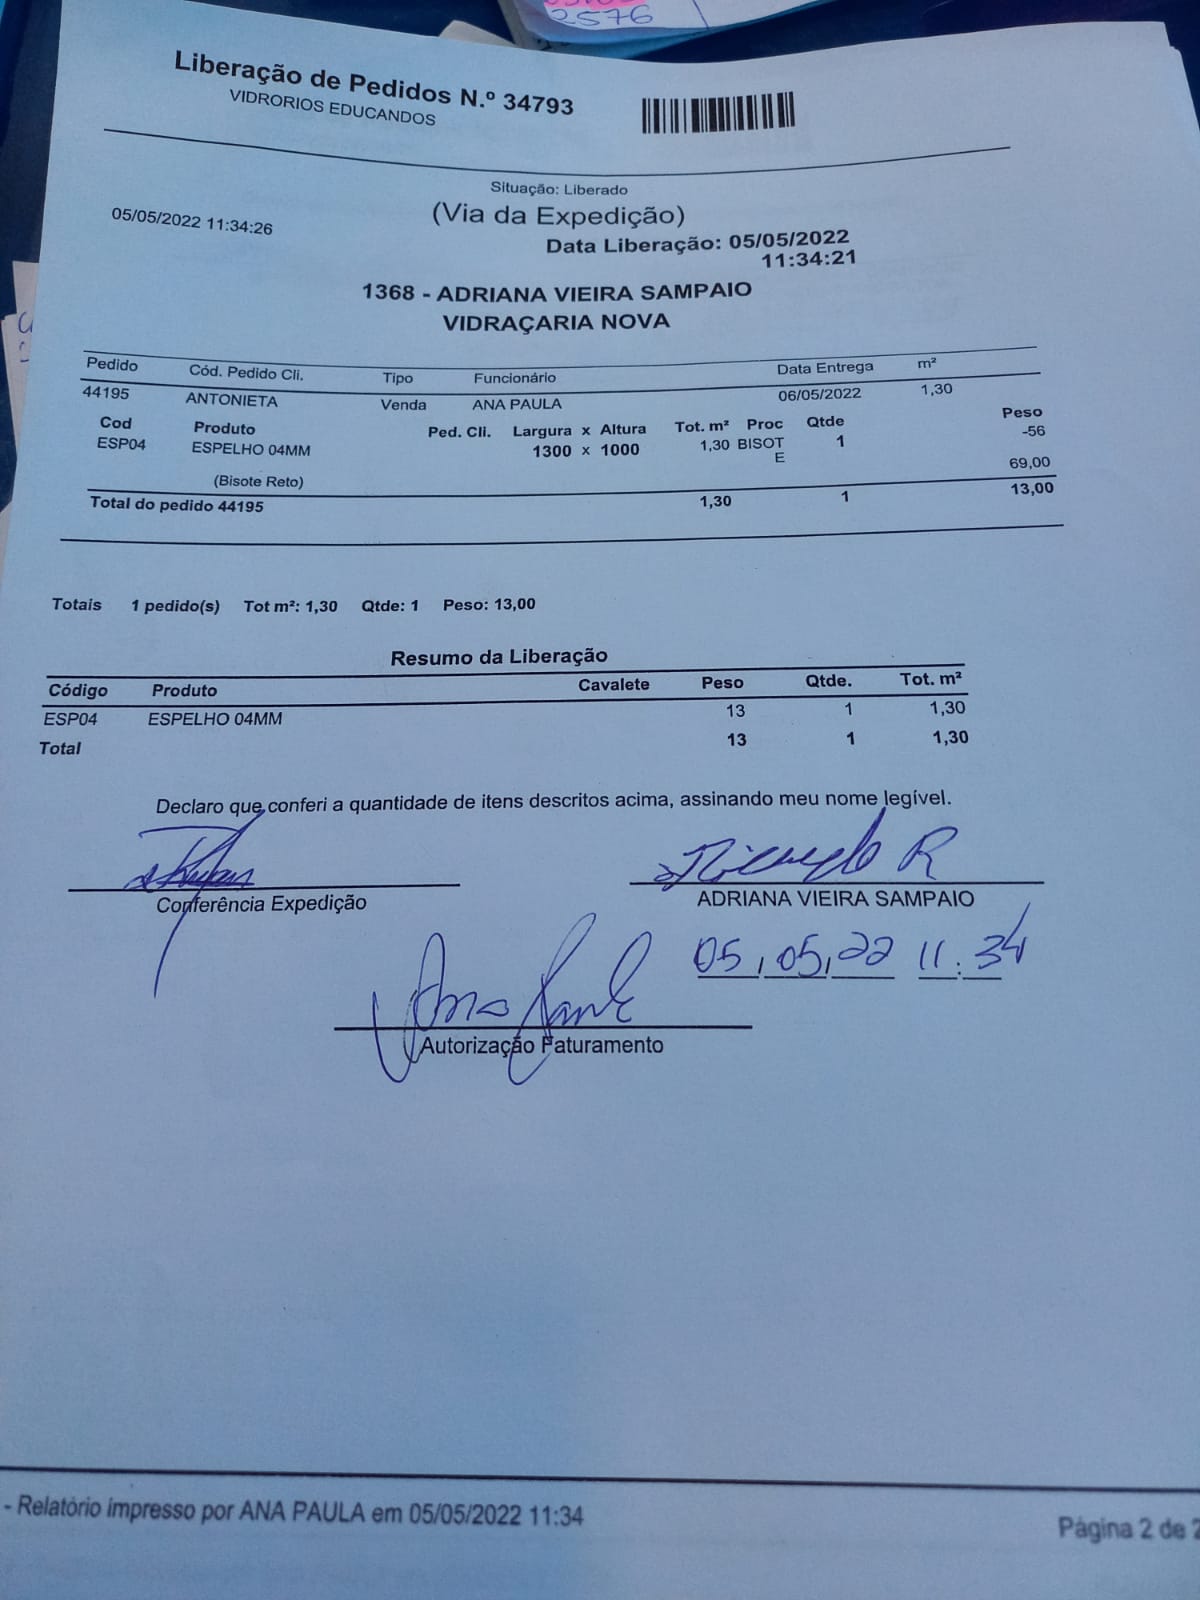 2576
Liberação de Pedidos N.º 34793
VIDRORIOS EDUCANDOS
Situação: Liberado
05/05/2022 11:34:26
(Via da Expedição)
Data Liberação: 05/05/2022
11:34:21
1368 - ADRIANA VIEIRA SAMPAIO
VIDRAÇARIA NOVA
Pedido Cód. Pedido Cli. Tipo Funcionário Data Entrega m²
44195 ANTONIETA Venda ANA PAULA 06/05/2022 1,30
Cod Produto Ped. Cli. Largura x Altura Tot. m² Proc Qtde Peso
ESP04 ESPELHO 04MM 1300 x 1000 1,30 BISOT 1 -56
E
(Bisote Reto) 69,00
Total do pedido 44195 1,30 1 13,00
Totais 1 pedido(s) Tot m²: 1,30 Qtde: 1 Peso: 13,00
Resumo da Liberação
Código Produto Cavalete Peso Qtde. Tot. m²
ESP04 ESPELHO 04MM 13 1 1,30
Total 13 1 1,30
Declaro que conferi a quantidade de itens descritos acima, assinando meu nome legível.
Conferência Expedição
ADRIANA VIEIRA SAMPAIO
05,05,22 11:34
Autorização Faturamento
- Relatório impresso por ANA PAULA em 05/05/2022 11:34
Página 2 de 2